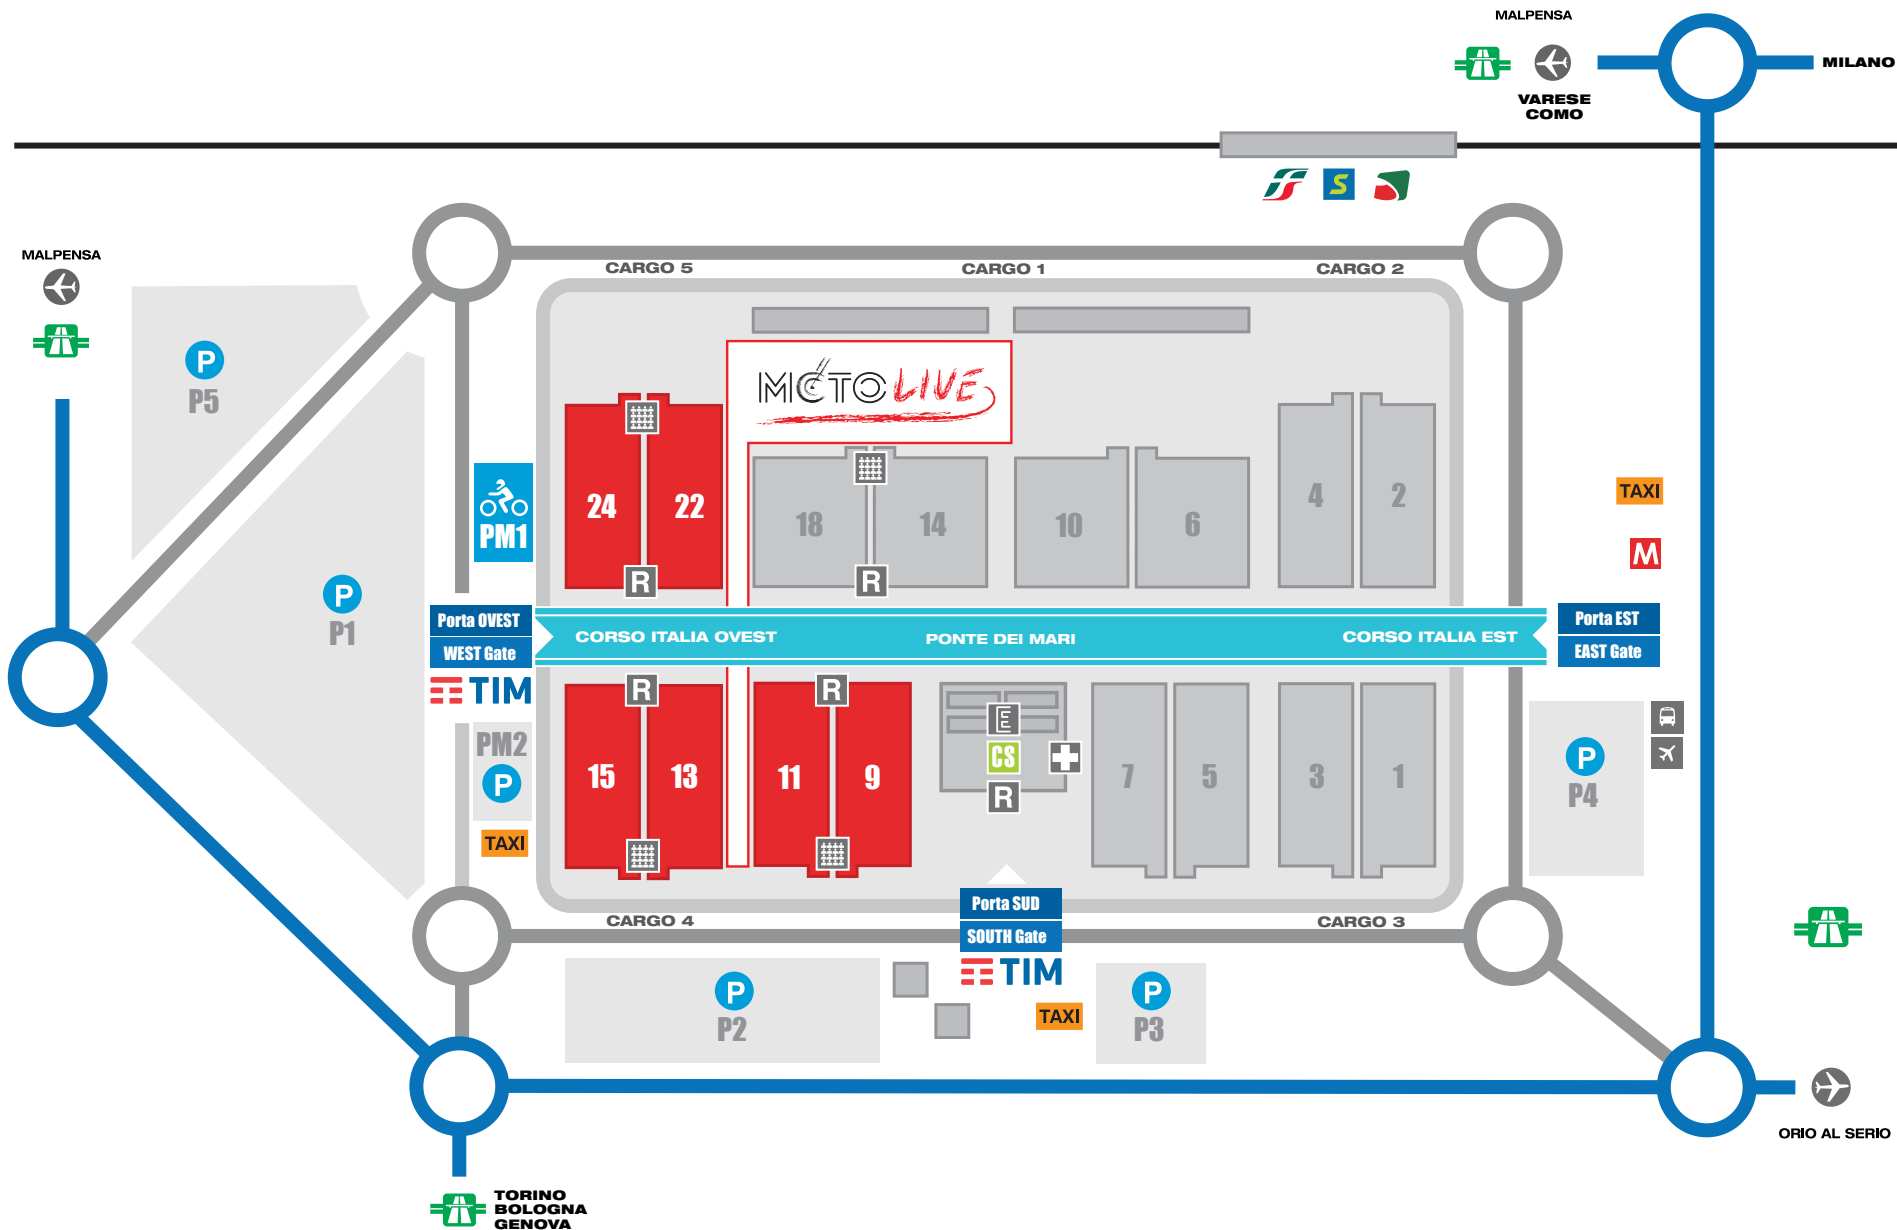 MALPENSA
MILANO
VARESE
COMO
S
MALPENSA
CARGO 5
CARGO 1
CARGO 2
P
P5
MOTO LIVE
24
22
18
14
10
6
4
2
TAXI
PM1
M
P
P1
R
R
Porta OVEST
WEST Gate
CORSO ITALIA OVEST
PONTE DEI MARI
CORSO ITALIA EST
Porta EST
EAST Gate
TIM
R
R
PM2
P
E
CS
R
15
13
11
9
7
5
3
1
P
P4
TAXI
Porta SUD
SOUTH Gate
CARGO 4
CARGO 3
TIM
P
P2
TAXI
P
P3
ORIO AL SERIO
TORINO
BOLOGNA
GENOVA